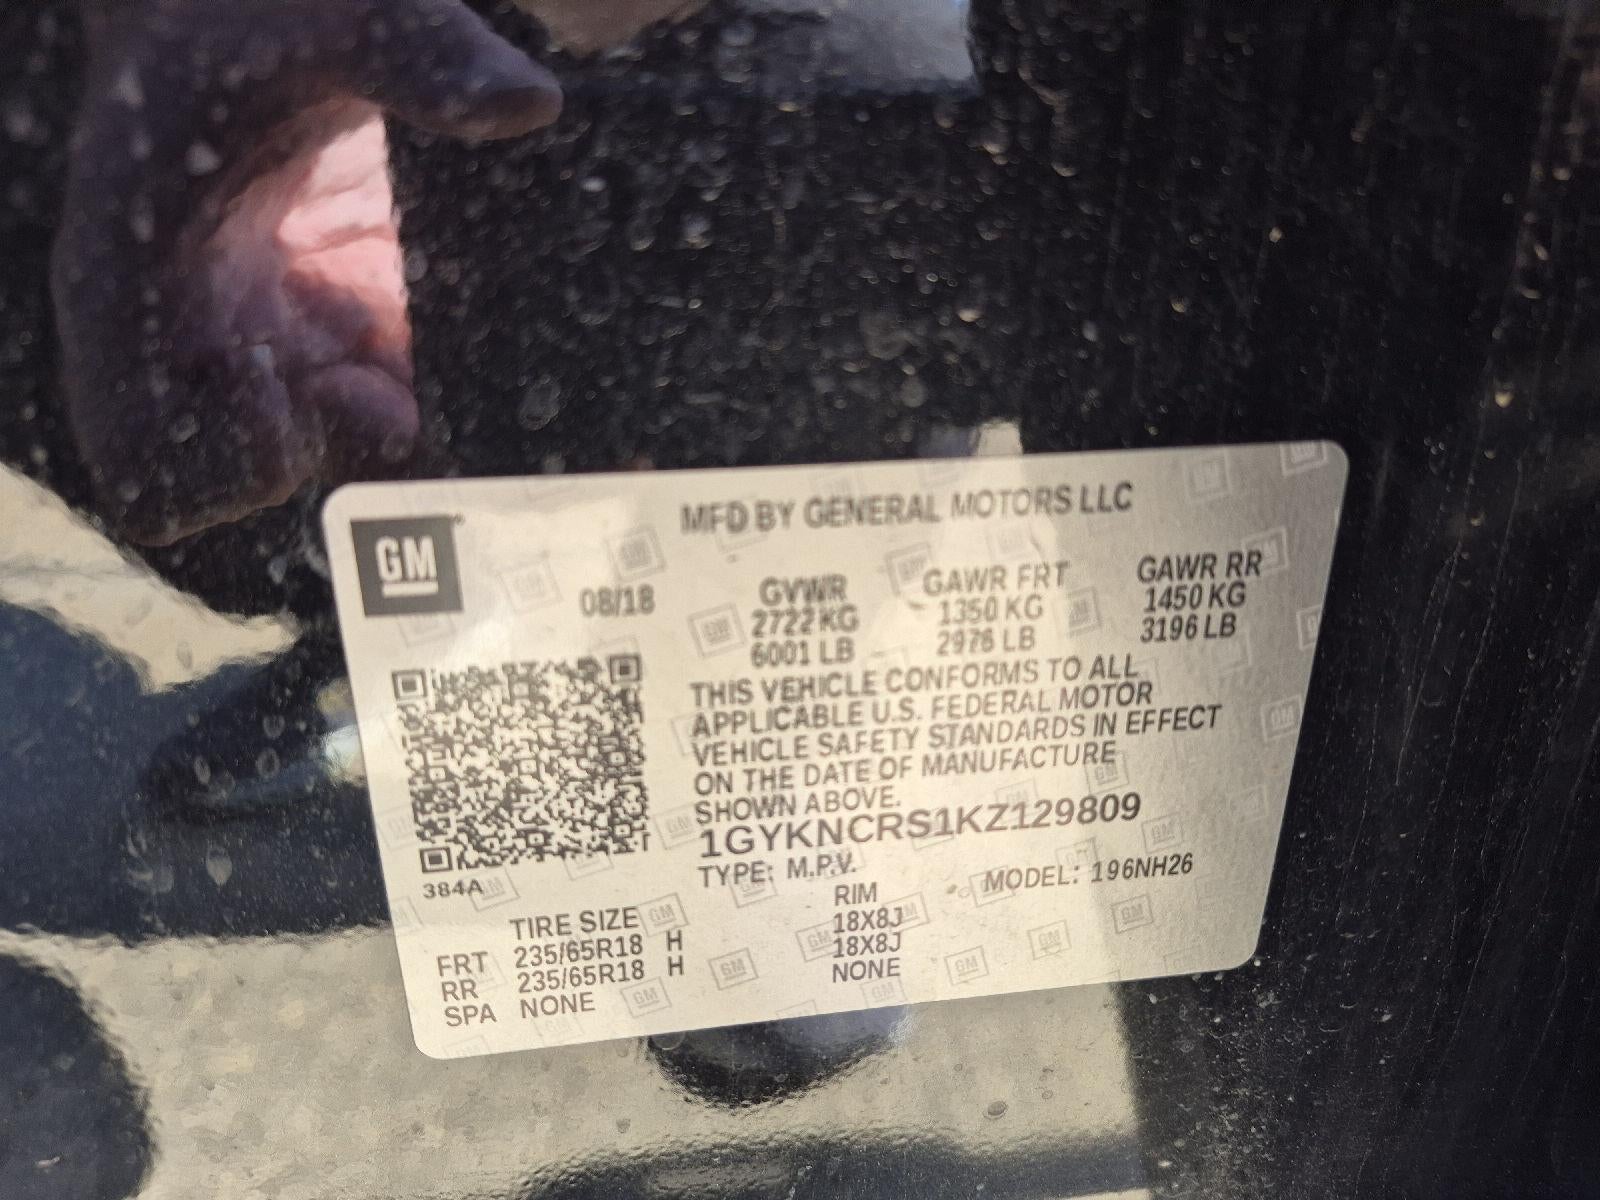 MFD BY GENERAL MOTORS LLC
GM
08/18
GVWR GAWR FRT GAWR RR
2722 KG 1350 KG 1450 KG
6001 LB 2976 LB 3196 LB
THIS VEHICLE CONFORMS TO ALL
APPLICABLE U.S. FEDERAL MOTOR
VEHICLE SAFETY STANDARDS IN EFFECT
ON THE DATE OF MANUFACTURE
SHOWN ABOVE.
1GYKNCRS1KZ129809
TYPE: M.P.V. MODEL: 196NH26
384A
TIRE SIZE RIM
FRT 235/65R18 H 18X8J
RR 235/65R18 H 18X8J
SPA NONE NONE